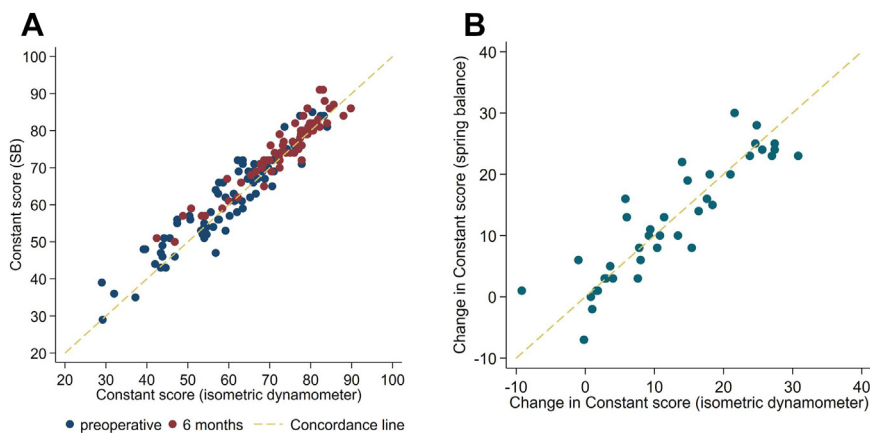 A
B
Constant score (SB)
100
90
80
70
60
50
40
30
20
20 30 40 50 60 70 80 90 100
Constant score (isometric dynamometer)
preoperative 6 months Concordance line
Change in Constant score (spring balance)
40
30
20
10
0
-10
-10 0 10 20 30 40
Change in Constant score (isometric dynamometer)